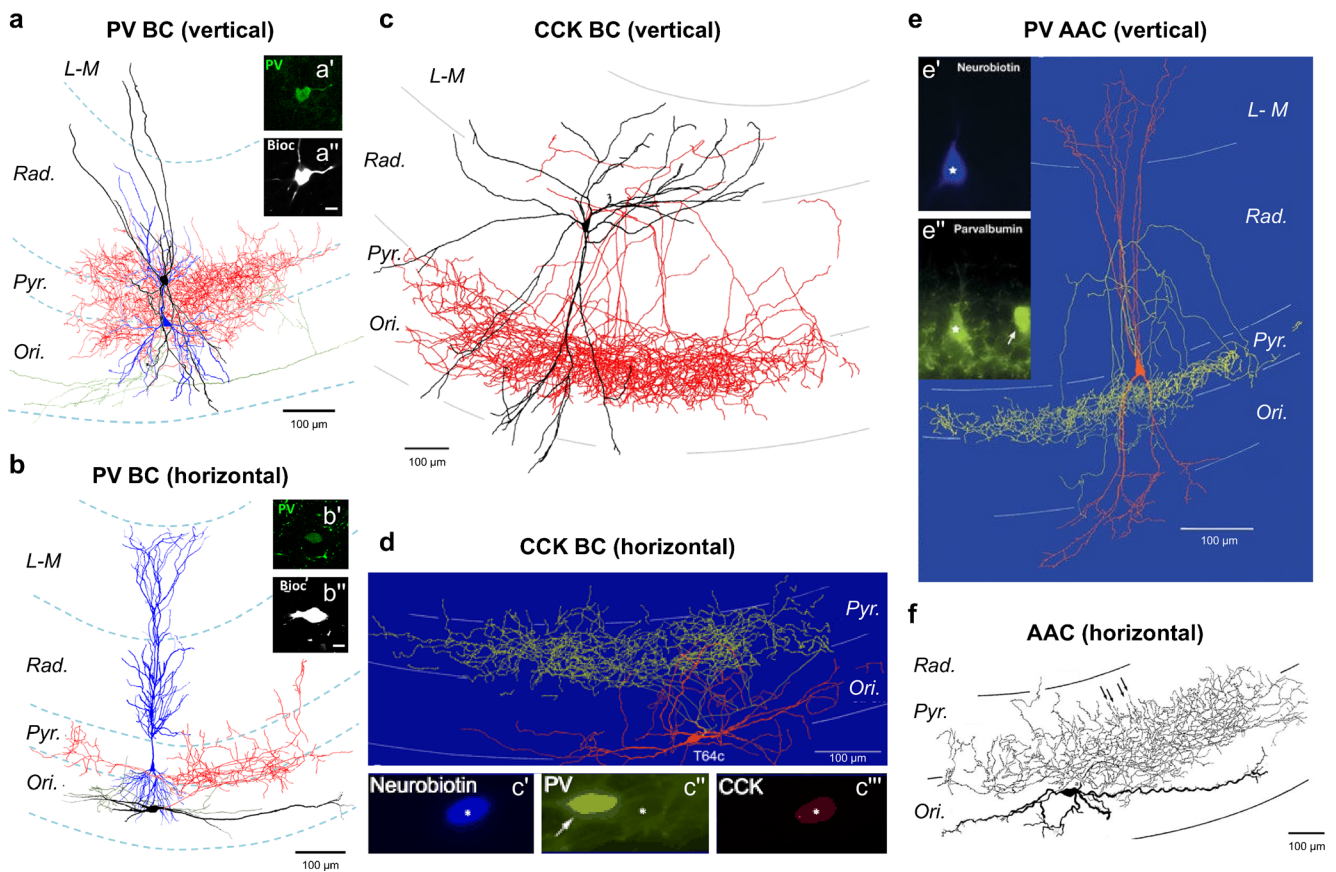 a
PV BC (vertical)
L-M
Rad.
Pyr.
Ori.
PV
a'
Bioc
a''
100 µm
b
PV BC (horizontal)
L-M
Rad.
Pyr.
Ori.
PV
b'
Bioc
b''
100 µm
c
CCK BC (vertical)
L-M
Rad.
Pyr.
Ori.
100 µm
d
CCK BC (horizontal)
Pyr.
Ori.
T64c
100 µm
Neurobiotin
c'
PV
c''
CCK
c'''
e
PV AAC (vertical)
e'
Neurobiotin
e''
Parvalbumin
L- M
Rad.
Pyr.
Ori.
100 µm
f
AAC (horizontal)
Rad.
Pyr.
Ori.
100 µm